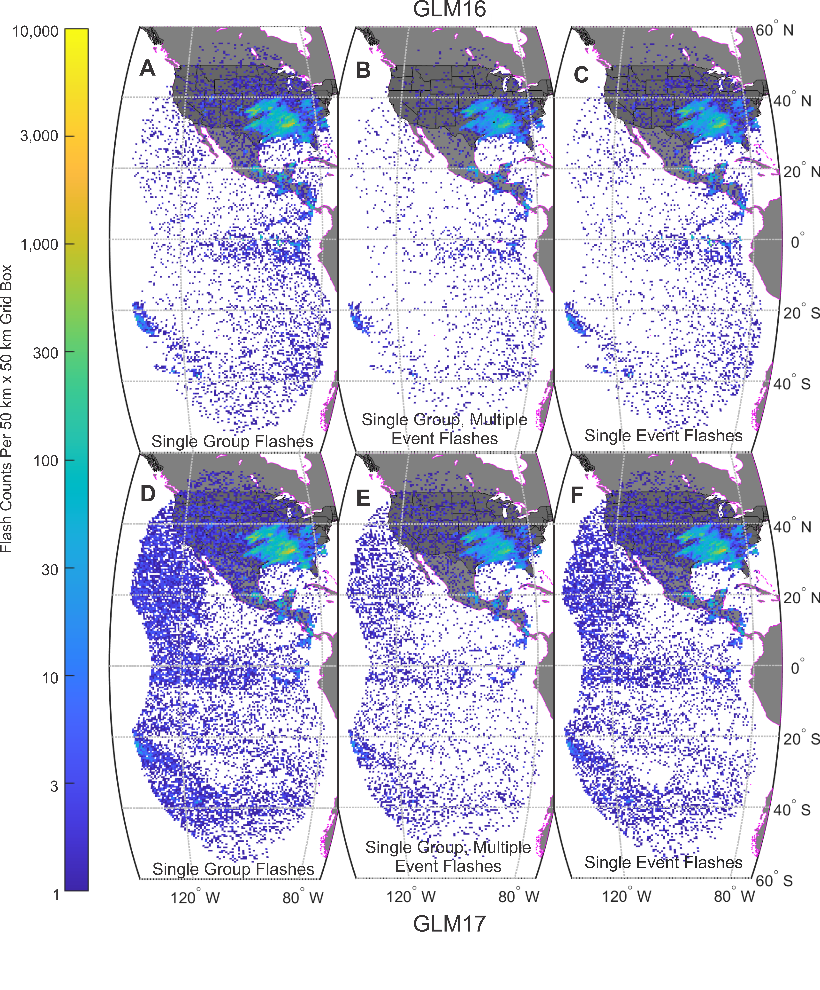 GLM16
10,000
3,000
1,000
300
100
30
10
3
1
Flash Counts Per 50 km x 50 km Grid Box
A
B
C
60° N
40° N
20° N
0°
20° S
40° S
Single Group Flashes
Single Group, Multiple
Event Flashes
Single Event Flashes
D
E
F
40° N
20° N
0°
20° S
40° S
60° S
Single Group Flashes
Single Group, Multiple
Event Flashes
Single Event Flashes
120° W
80° W
120° W
80° W
120° W
80° W
GLM17